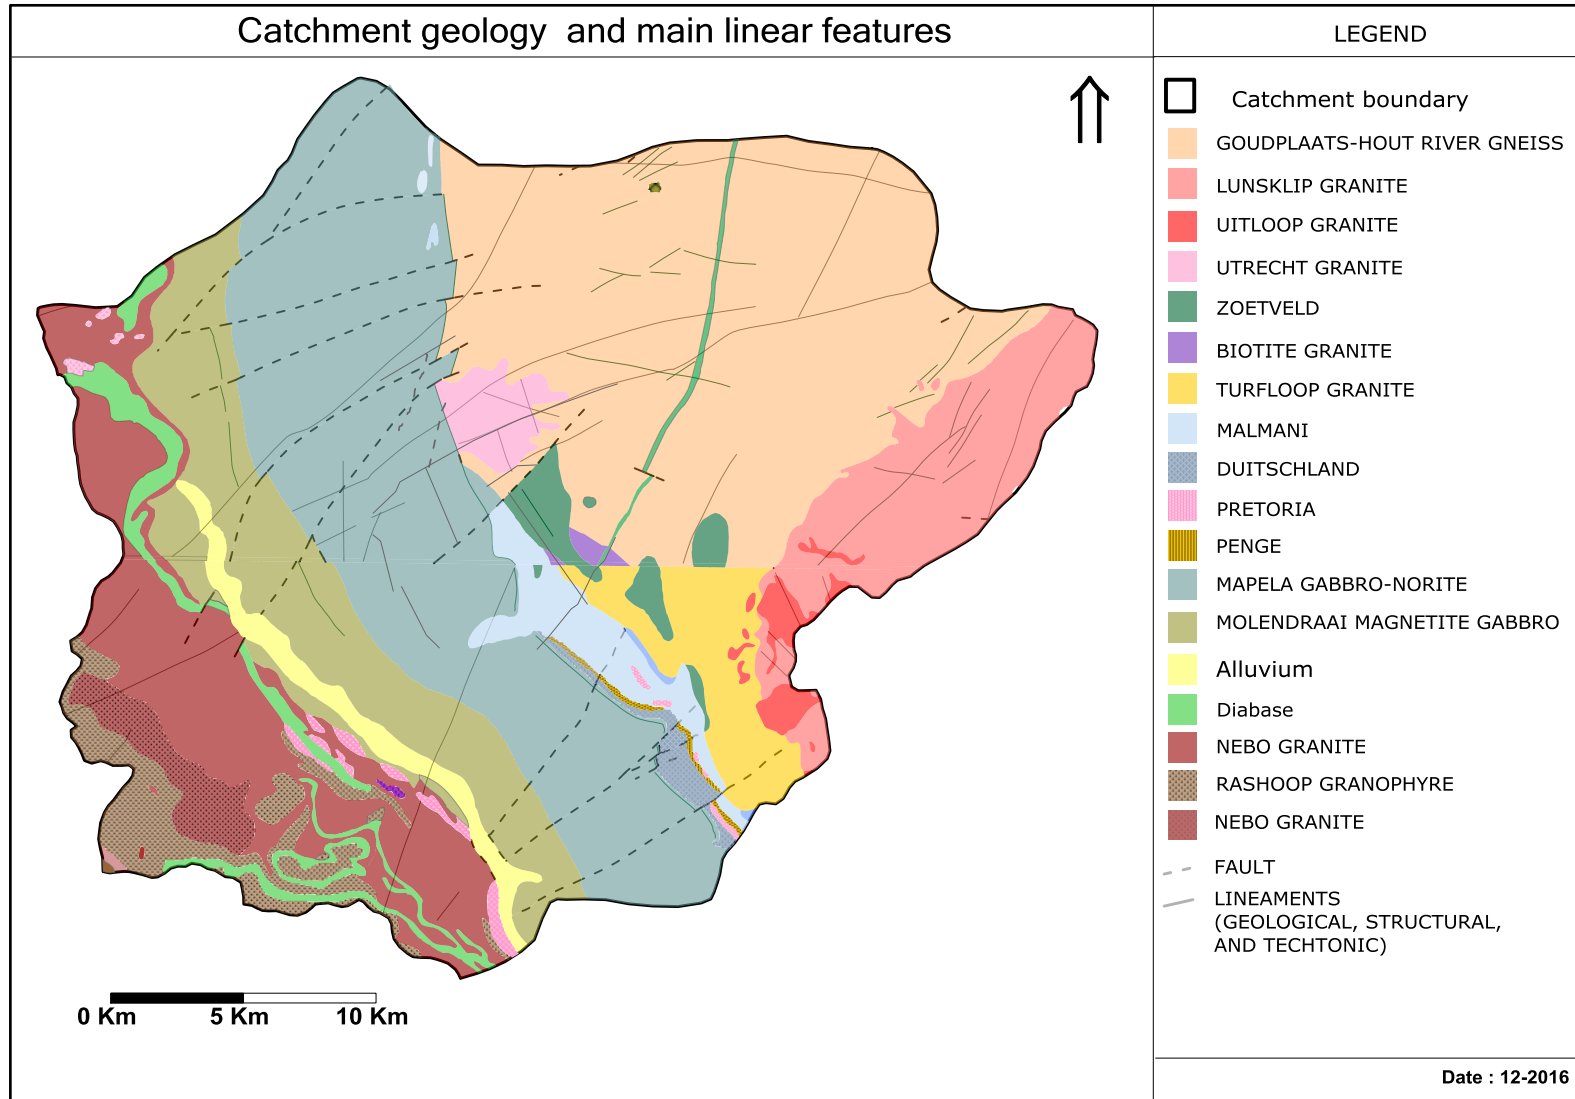 Catchment geology and main linear features
LEGEND
Catchment boundary
GOUDPLAATS-HOUT RIVER GNEISS
LUNSKLIP GRANITE
UITLOOP GRANITE
UTRECHT GRANITE
ZOETVELD
BIOTITE GRANITE
TURFLOOP GRANITE
MALMANI
DUITSCHLAND
PRETORIA
PENGE
MAPELA GABBRO-NORITE
MOLENDRAAI MAGNETITE GABBRO
Alluvium
Diabase
NEBO GRANITE
RASHOOP GRANOPHYRE
NEBO GRANITE
FAULT
LINEAMENTS
(GEOLOGICAL, STRUCTURAL,
AND TECHTONIC)
0 Km 5 Km 10 Km
Date : 12-2016